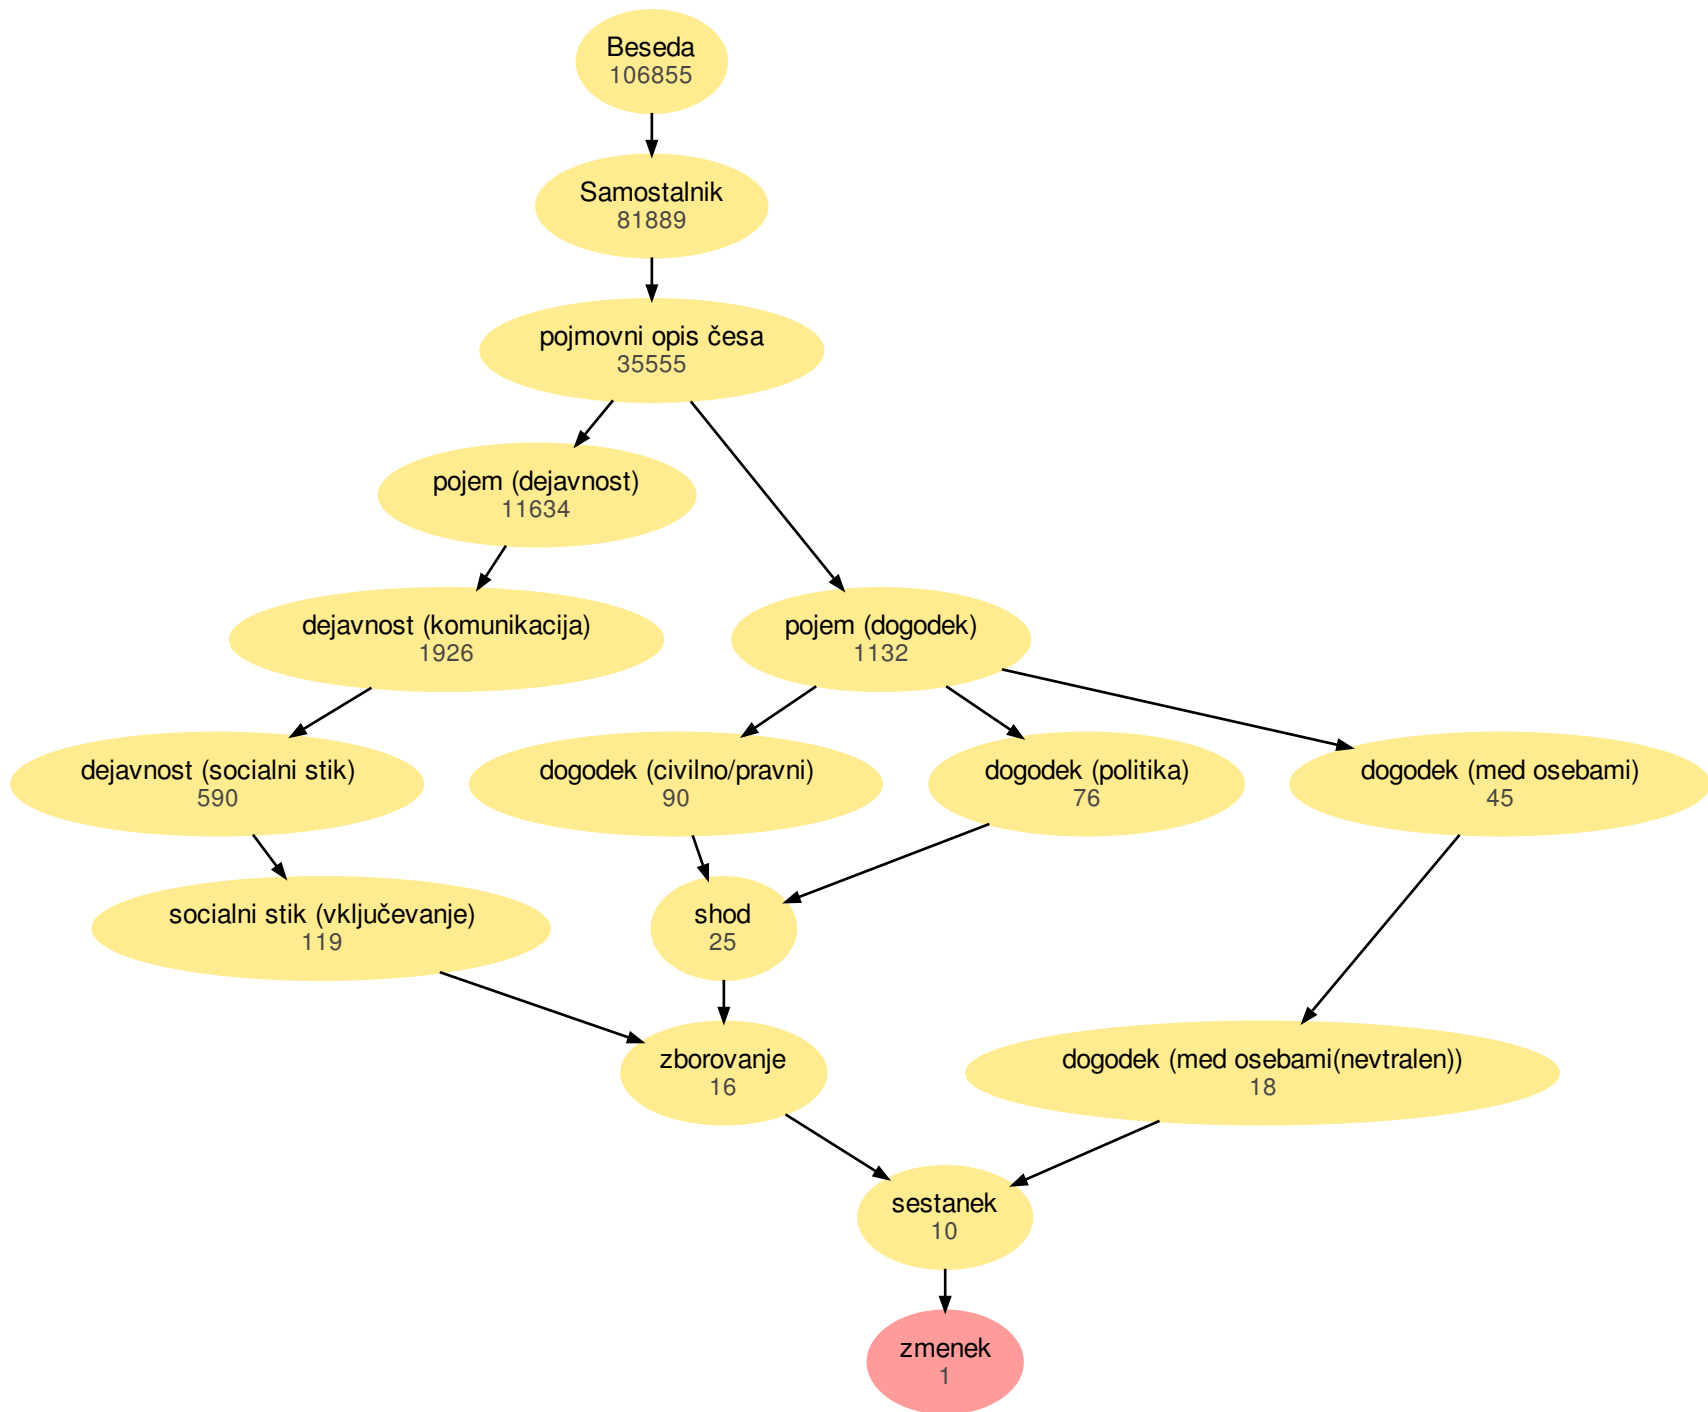 Beseda
106855
Samostalnik
81889
pojmovni opis česa
35555
pojem (dejavnost)
11634
dejavnost (komunikacija)
1926
pojem (dogodek)
1132
dejavnost (socialni stik)
590
dogodek (civilno/pravni)
90
dogodek (politika)
76
dogodek (med osebami)
45
socialni stik (vključevanje)
119
shod
25
zborovanje
16
dogodek (med osebami(nevtralen))
18
sestanek
10
zmenek
1